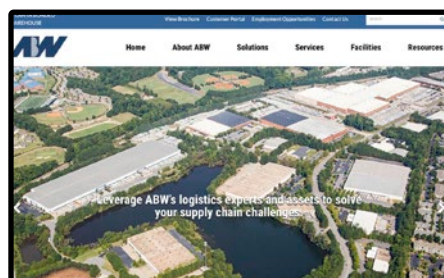 AREHOUSE
View Brochure Customer Portal Employment Opportunities Contact Us
ABW
Home About ABW Solutions Services Facilities Resources
Leverage ABW's logistics experts and assets to solve
your supply chain challenges.